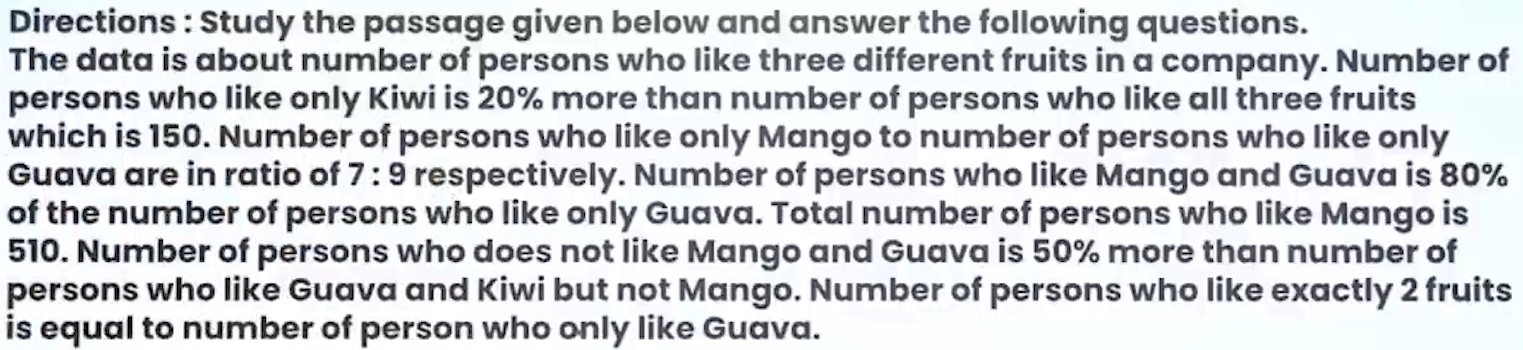 Directions : Study the passage given below and answer the following questions.
The data is about number of persons who like three different fruits in a company. Number of
persons who like only Kiwi is 20% more than number of persons who like all three fruits
which is 150. Number of persons who like only Mango to number of persons who like only
Guava are in ratio of 7 : 9 respectively. Number of persons who like Mango and Guava is 80%
of the number of persons who like only Guava. Total number of persons who like Mango is
510. Number of persons who does not like Mango and Guava is 50% more than number of
persons who like Guava and Kiwi but not Mango. Number of persons who like exactly 2 fruits
is equal to number of person who only like Guava.